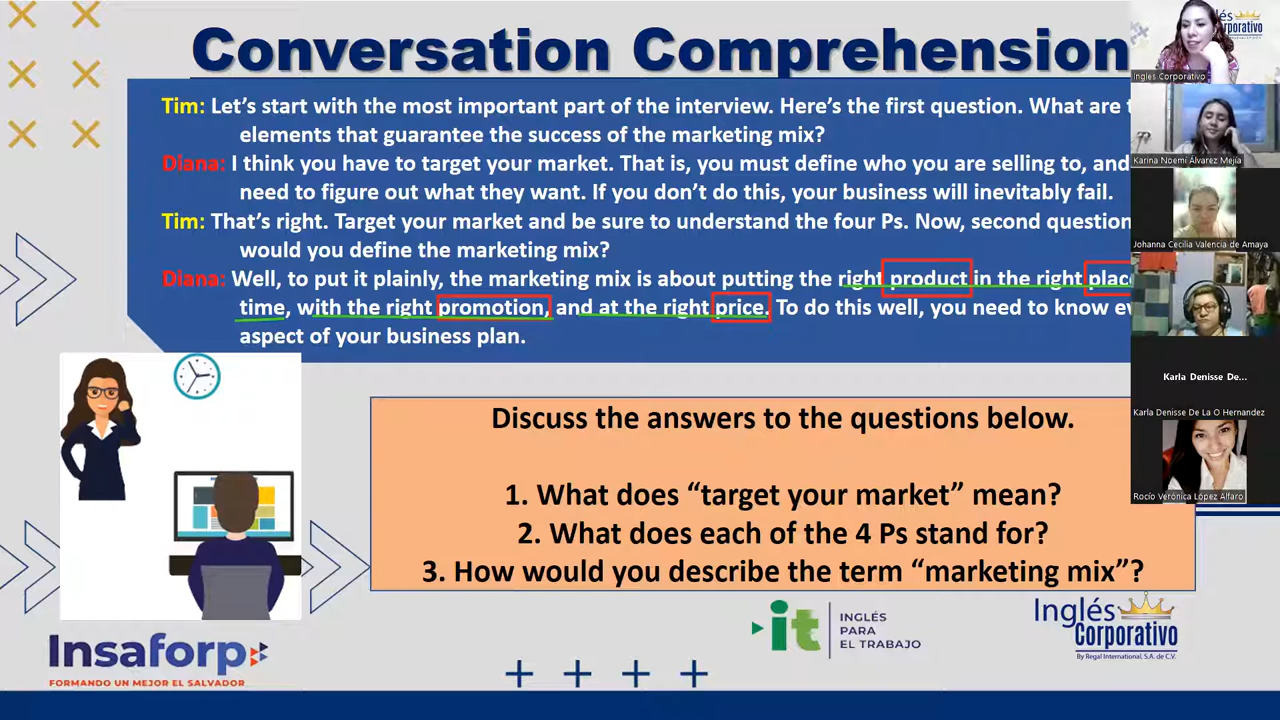 Conversation Comprehension
Tim: Let's start with the most important part of the interview. Here's the first question. What are
elements that guarantee the success of the marketing mix?
Diana: I think you have to target your market. That is, you must define who you are selling to, and
need to figure out what they want. If you don't do this, your business will inevitably fail.
Tim: That's right. Target your market and be sure to understand the four Ps. Now, second question
would you define the marketing mix?
Diana: Well, to put it plainly, the marketing mix is about putting the right product in the right
time, with the right promotion, and at the right price. To do this well, you need to know
aspect of your business plan.
Discuss the answers to the questions below.
1. What does “target your market” mean?
2. What does each of the 4 Ps stand for?
3. How would you describe the term “marketing mix”?
Insaforp
FORMANDO UN MEJOR EL SALVADOR
it
INGLÉS
PARA
EL TRABAJO
Inglés
Corporativo
By Regal International, S.A. de C.V.
Inglés Corporativo
Karina Noemí Álvarez Mejía
Johanna Cecilia Valencia de Amaya
Karla Denisse De...
Karla Denisse De La O Hernandez
Rocío Verónica López Alfaro